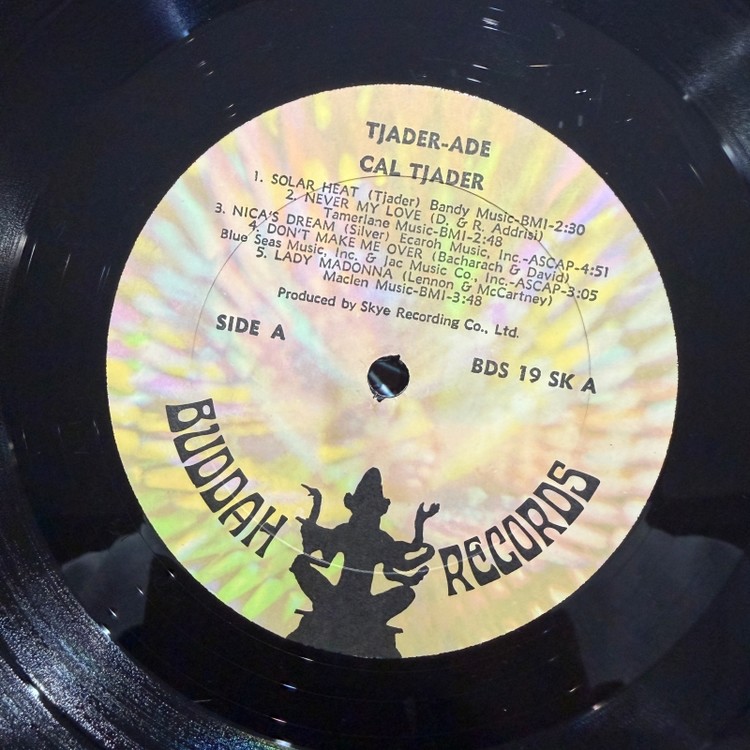 TJADER-ADE
CAL TJADER
1. SOLAR HEAT (Tjader) Bandy Music-BMI-2:30
2. NEVER MY LOVE (D. & R. Addrisi)
Tamerlane Music-BMI-2:48
3. NICA'S DREAM (Silver) Ecaroh Music, Inc.-ASCAP-4:51
4. DON'T MAKE ME OVER (Bacharach & David)
Blue Seas Music, Inc. & Jac Music Co., Inc.-ASCAP-3:05
5. LADY MADONNA (Lennon & McCartney)
Maclen Music-BMI-3:48
Produced by Skye Recording Co., Ltd.
SIDE A
BDS 19 SK A
BUDDAH RECORDS